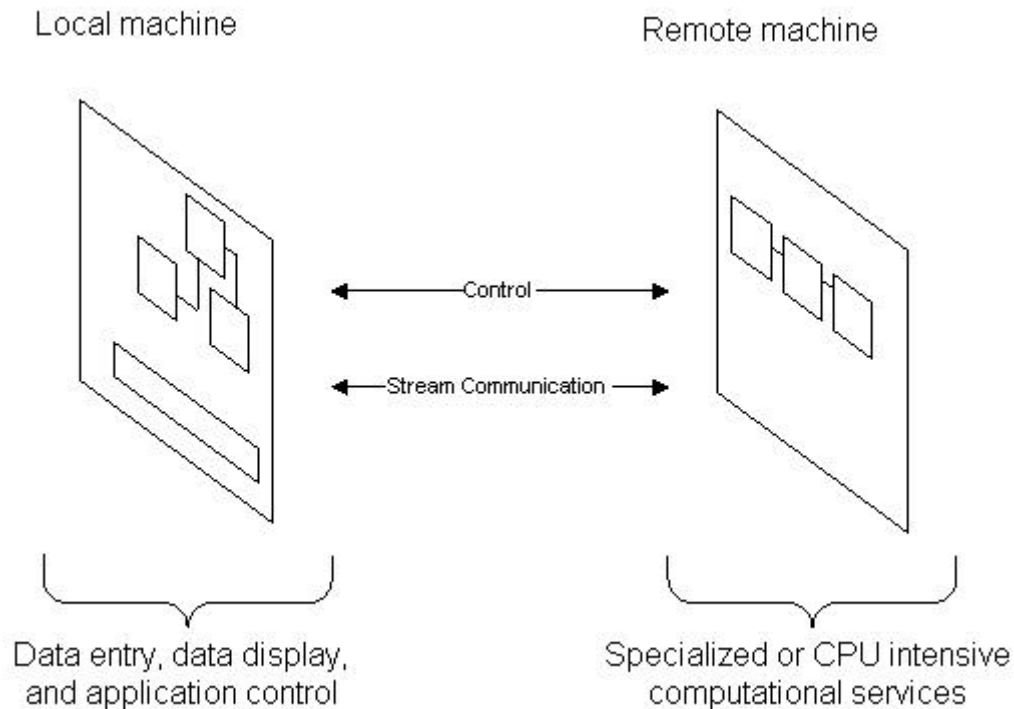 Local machine
Remote machine
Control
Stream Communication
Data entry, data display,
and application control
Specialized or CPU intensive
computational services